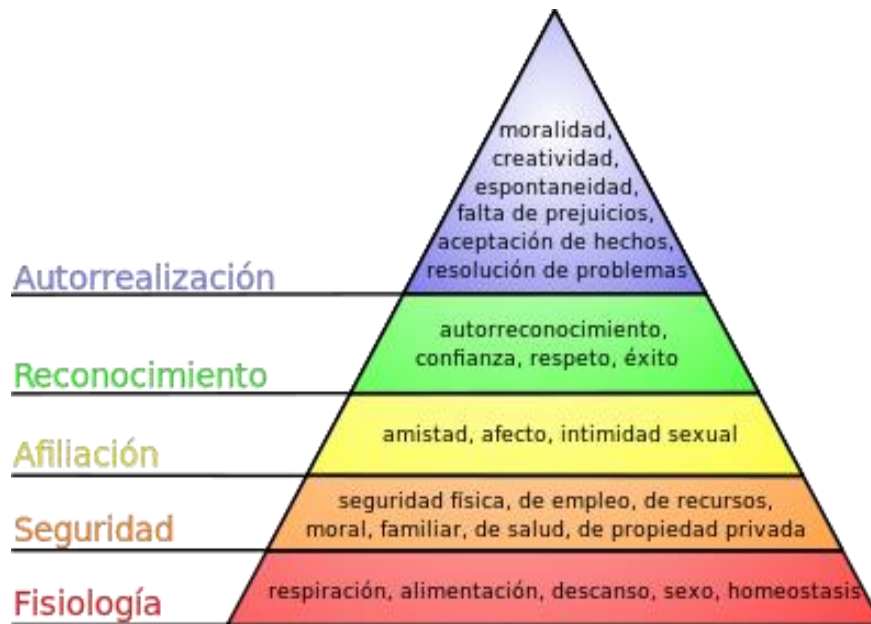 moralidad,
creatividad,
espontaneidad,
falta de prejuicios,
aceptación de hechos,
resolución de problemas
Autorrealización
autorreconocimiento,
confianza, respeto, éxito
Reconocimiento
amistad, afecto, intimidad sexual
Afiliación
seguridad física, de empleo, de recursos,
moral, familiar, de salud, de propiedad privada
Seguridad
respiración, alimentación, descanso, sexo, homeostasis
Fisiología